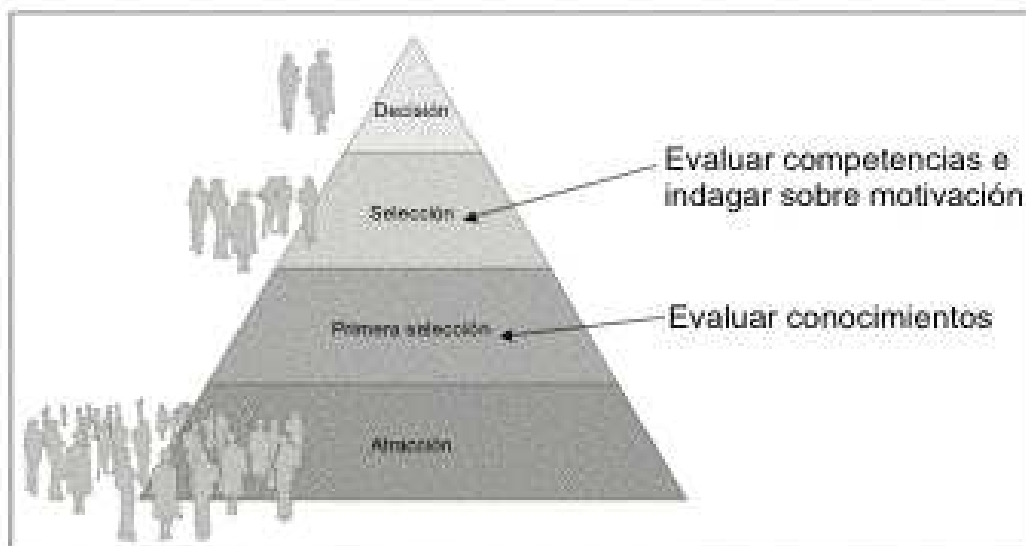 Decisión
Evaluar competencias e
indagar sobre motivación
Selección
Primera selección
Evaluar conocimientos
Atracción